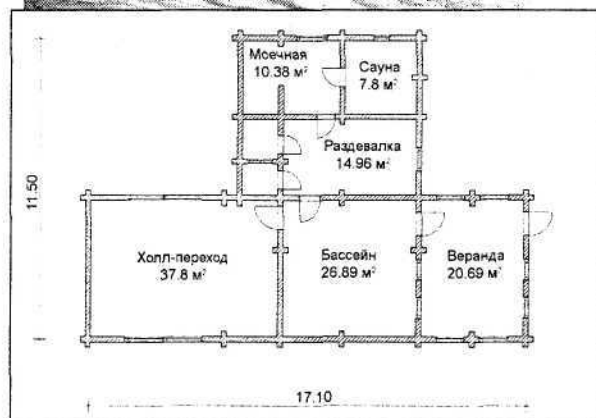 Моечная
10.38 м²
Сауна
7.8 м²
Раздевалка
14.96 м²
11.50
Холл-переход
37.8 м²
Бассейн
26.89 м²
Веранда
20.69 м²
17.10